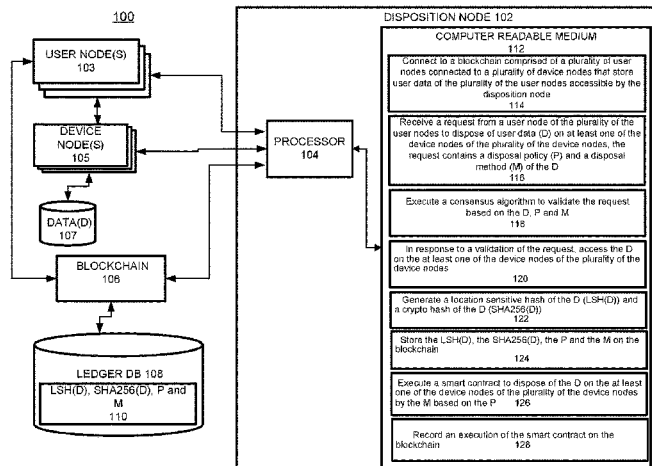 100
USER NODE(S)
103
DEVICE
NODE(S)
105
DATA(D)
107
BLOCKCHAIN
106
LEDGER DB 108
LSH(D), SHA256(D), P and
M
110
DISPOSITION NODE 102
PROCESSOR
104
COMPUTER READABLE MEDIUM
112
Connect to a blockchain comprised of a plurality of user
nodes connected to a plurality of device nodes that store
user data of the plurality of the user nodes accessible by the
disposition node
114
Receive a request from a user node of the plurality of the
user nodes to dispose of user data (D) on at least one of the
device nodes of the plurality of the device nodes, the
request contains a disposal policy (P) and a disposal
method (M) of the D
116
Execute a consensus algorithm to validate the request
based on the D, P and M
118
In response to a validation of the request, access the D
on the at least one of the device nodes of the plurality of
the device nodes
120
Generate a location sensitive hash of the D (LSH(D)) and
a crypto hash of the D (SHA256(D))
122
Store the LSH(D), the SHA256(D), the P and the M on the
blockchain
124
Execute a smart contract to dispose of the D on the at least
one of the device nodes of the plurality of the device nodes
by the M based on the P 126
Record an execution of the smart contract on the
blockchain 128